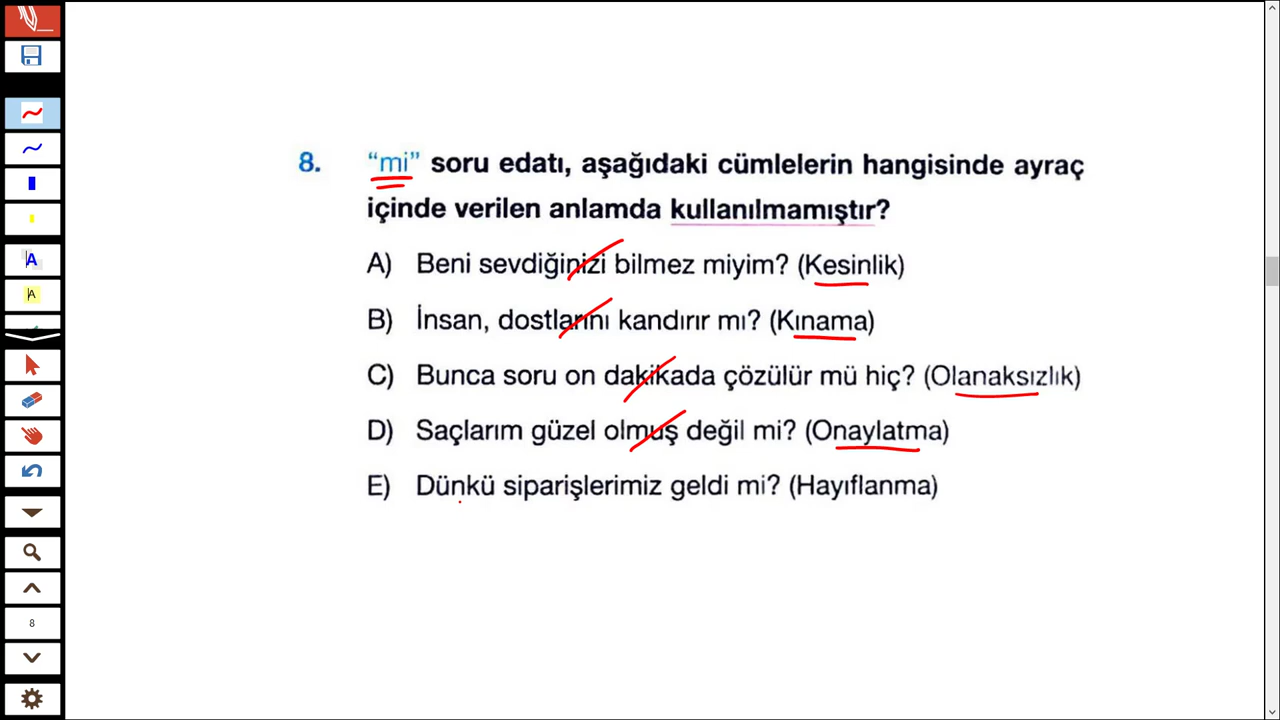 8. “mi” soru edatı, aşağıdaki cümlelerin hangisinde ayraç
içinde verilen anlamda kullanılmamıştır?
A) Beni sevdiğinizi bilmez miyim? (Kesinlik)
B) İnsan, dostlarını kandırır mı? (Kınama)
C) Bunca soru on dakikada çözülür mü hiç? (Olanaksızlık)
D) Saçlarım güzel olmuş değil mi? (Onaylatma)
E) Dünkü siparişlerimiz geldi mi? (Hayıflanma)
A
A
8